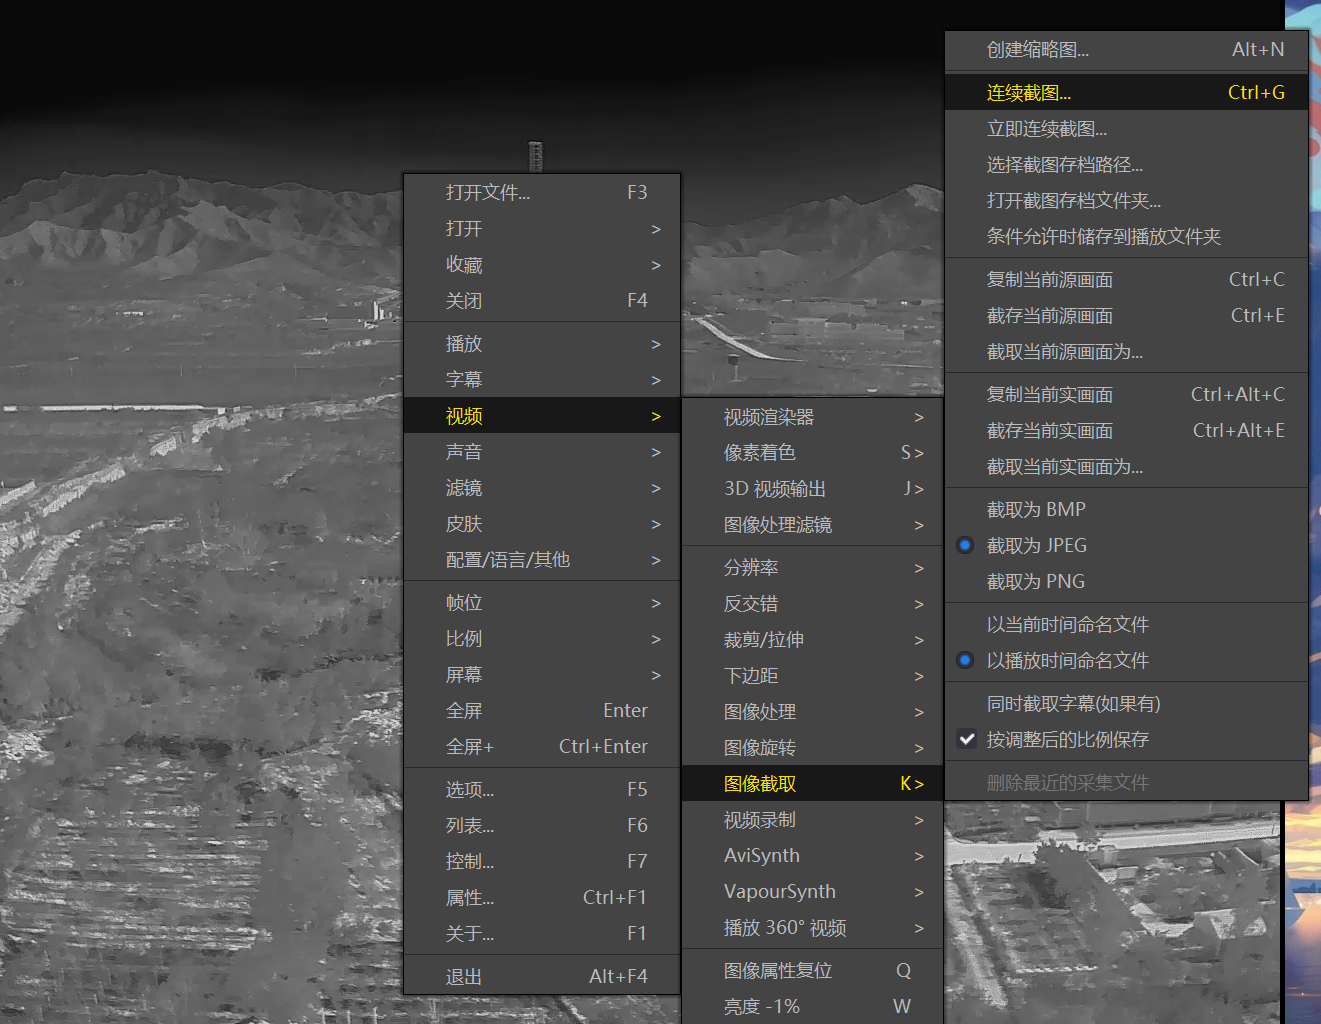 打开文件... F3
打开 >
收藏 >
关闭 F4
播放 >
字幕 >
视频 >
声音 >
滤镜 >
皮肤 >
配置/语言/其他 >
帧位 >
比例 >
屏幕 >
全屏 Enter
全屏+ Ctrl+Enter
选项... F5
列表... F6
控制... F7
属性... Ctrl+F1
关于... F1
退出 Alt+F4
视频渲染器 >
像素着色 S >
3D 视频输出 J >
图像处理滤镜 >
分辨率 >
反交错 >
裁剪/拉伸 >
下边距 >
图像处理 >
图像旋转 >
图像截取 K >
视频录制 >
AviSynth >
VapourSynth >
播放 360° 视频 >
图像属性复位 Q
亮度 -1% W
创建缩略图... Alt+N
连续截图... Ctrl+G
立即连续截图...
选择截图存档路径...
打开截图存档文件夹...
条件允许时储存到播放文件夹
复制当前源画面 Ctrl+C
截存当前源画面 Ctrl+E
截取当前源画面为...
复制当前实画面 Ctrl+Alt+C
截存当前实画面 Ctrl+Alt+E
截取当前实画面为...
截取为 BMP
截取为 JPEG
截取为 PNG
以当前时间命名文件
以播放时间命名文件
同时截取字幕(如果有)
按调整后的比例保存
删除最近的采集文件